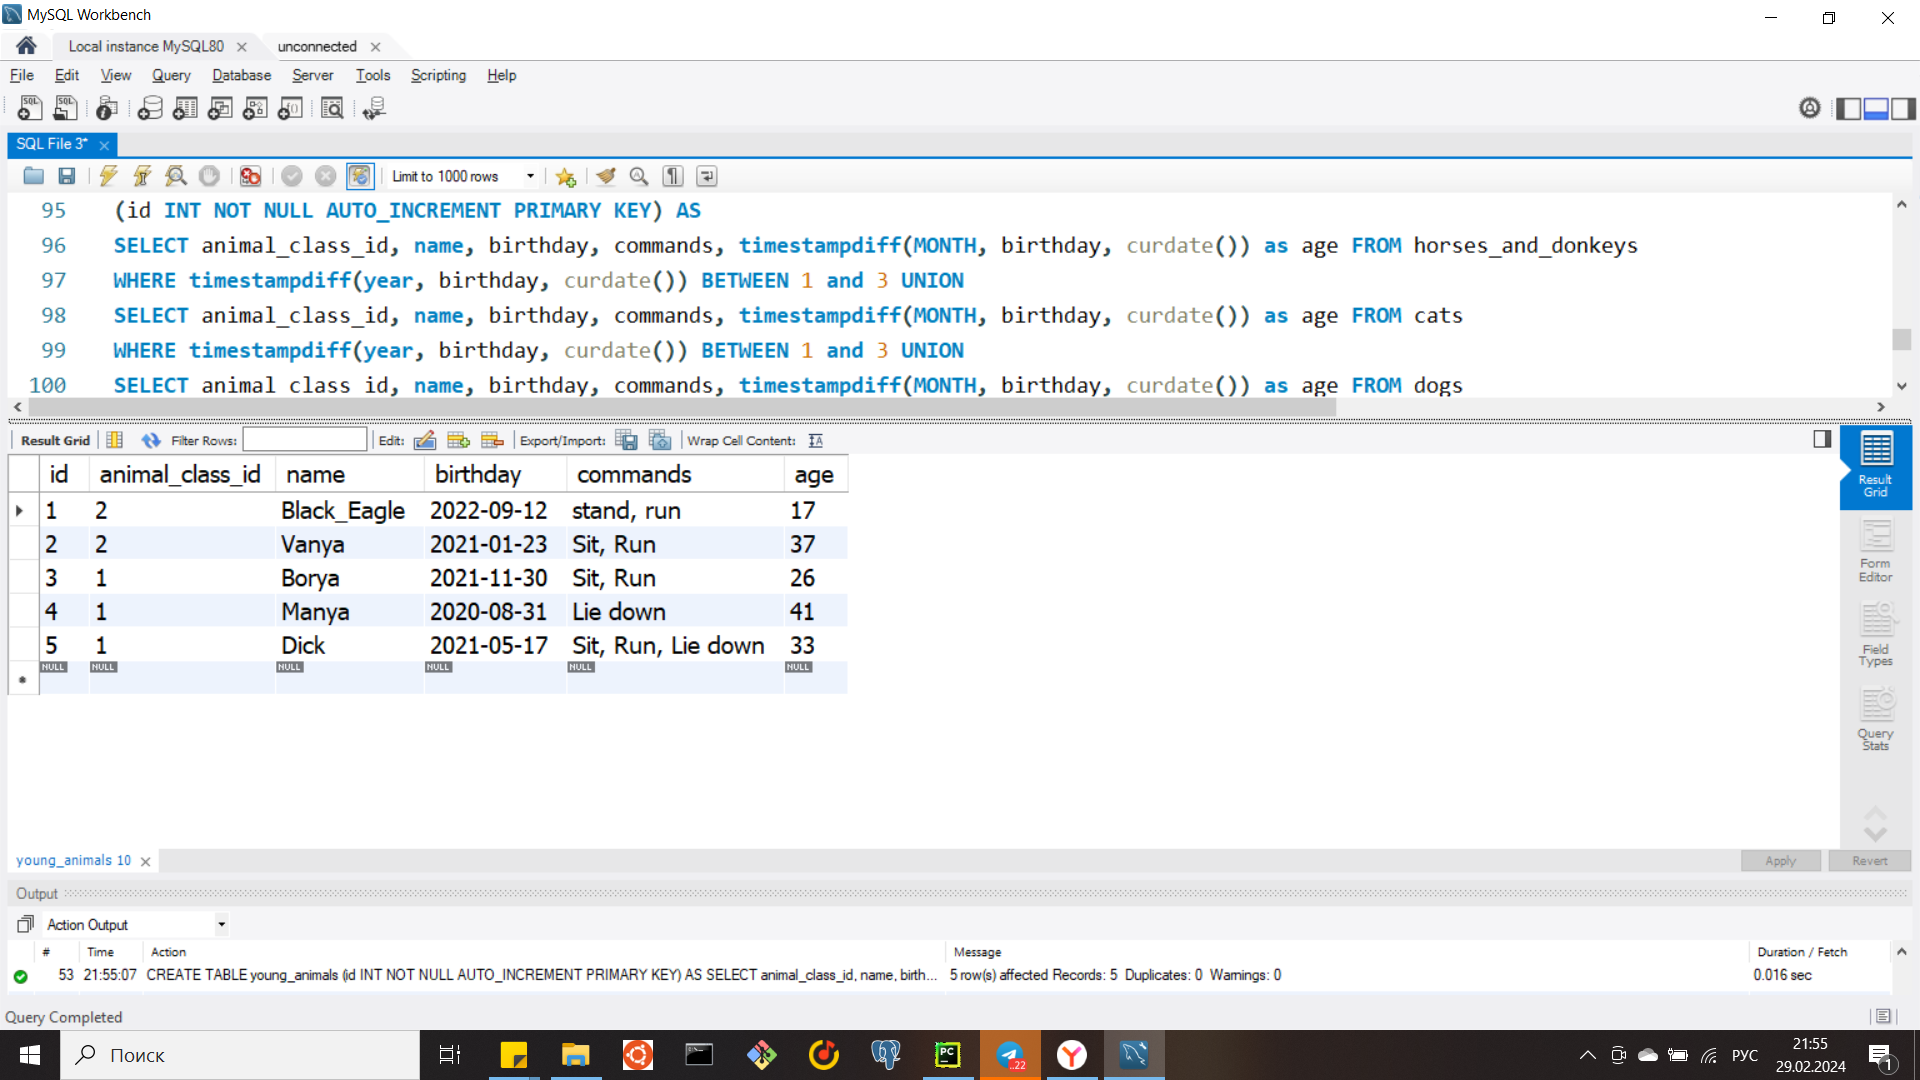 MySQL Workbench
Local instance MySQL80
unconnected
File Edit View Query Database Server Tools Scripting Help
SQL File 3*
Limit to 1000 rows
95 (id INT NOT NULL AUTO_INCREMENT PRIMARY KEY) AS
96 SELECT animal_class_id, name, birthday, commands, timestampdiff(MONTH, birthday, curdate()) as age FROM horses_and_donkeys
97 WHERE timestampdiff(year, birthday, curdate()) BETWEEN 1 and 3 UNION
98 SELECT animal_class_id, name, birthday, commands, timestampdiff(MONTH, birthday, curdate()) as age FROM cats
99 WHERE timestampdiff(year, birthday, curdate()) BETWEEN 1 and 3 UNION
100 SELECT animal_class_id, name, birthday, commands, timestampdiff(MONTH, birthday, curdate()) as age FROM dogs
Result Grid Filter Rows: Edit: Export/Import: Wrap Cell Content:
id animal_class_id name birthday commands age
1 2 Black_Eagle 2022-09-12 stand, run 17
2 2 Vanya 2021-01-23 Sit, Run 37
3 1 Borya 2021-11-30 Sit, Run 26
4 1 Manya 2020-08-31 Lie down 41
5 1 Dick 2021-05-17 Sit, Run, Lie down 33
NULL NULL NULL NULL NULL NULL
Result
Grid
Form
Editor
Field
Types
Query
Stats
young_animals 10
Apply Revert
Output
Action Output
# Time Action Message Duration / Fetch
53 21:55:07 CREATE TABLE young_animals (id INT NOT NULL AUTO_INCREMENT PRIMARY KEY) AS SELECT animal_class_id, name, birth... 5 row(s) affected Records: 5 Duplicates: 0 Warnings: 0 0.016 sec
Query Completed
Поиск
PC
..22
РУС
21:55
29.02.2024
1